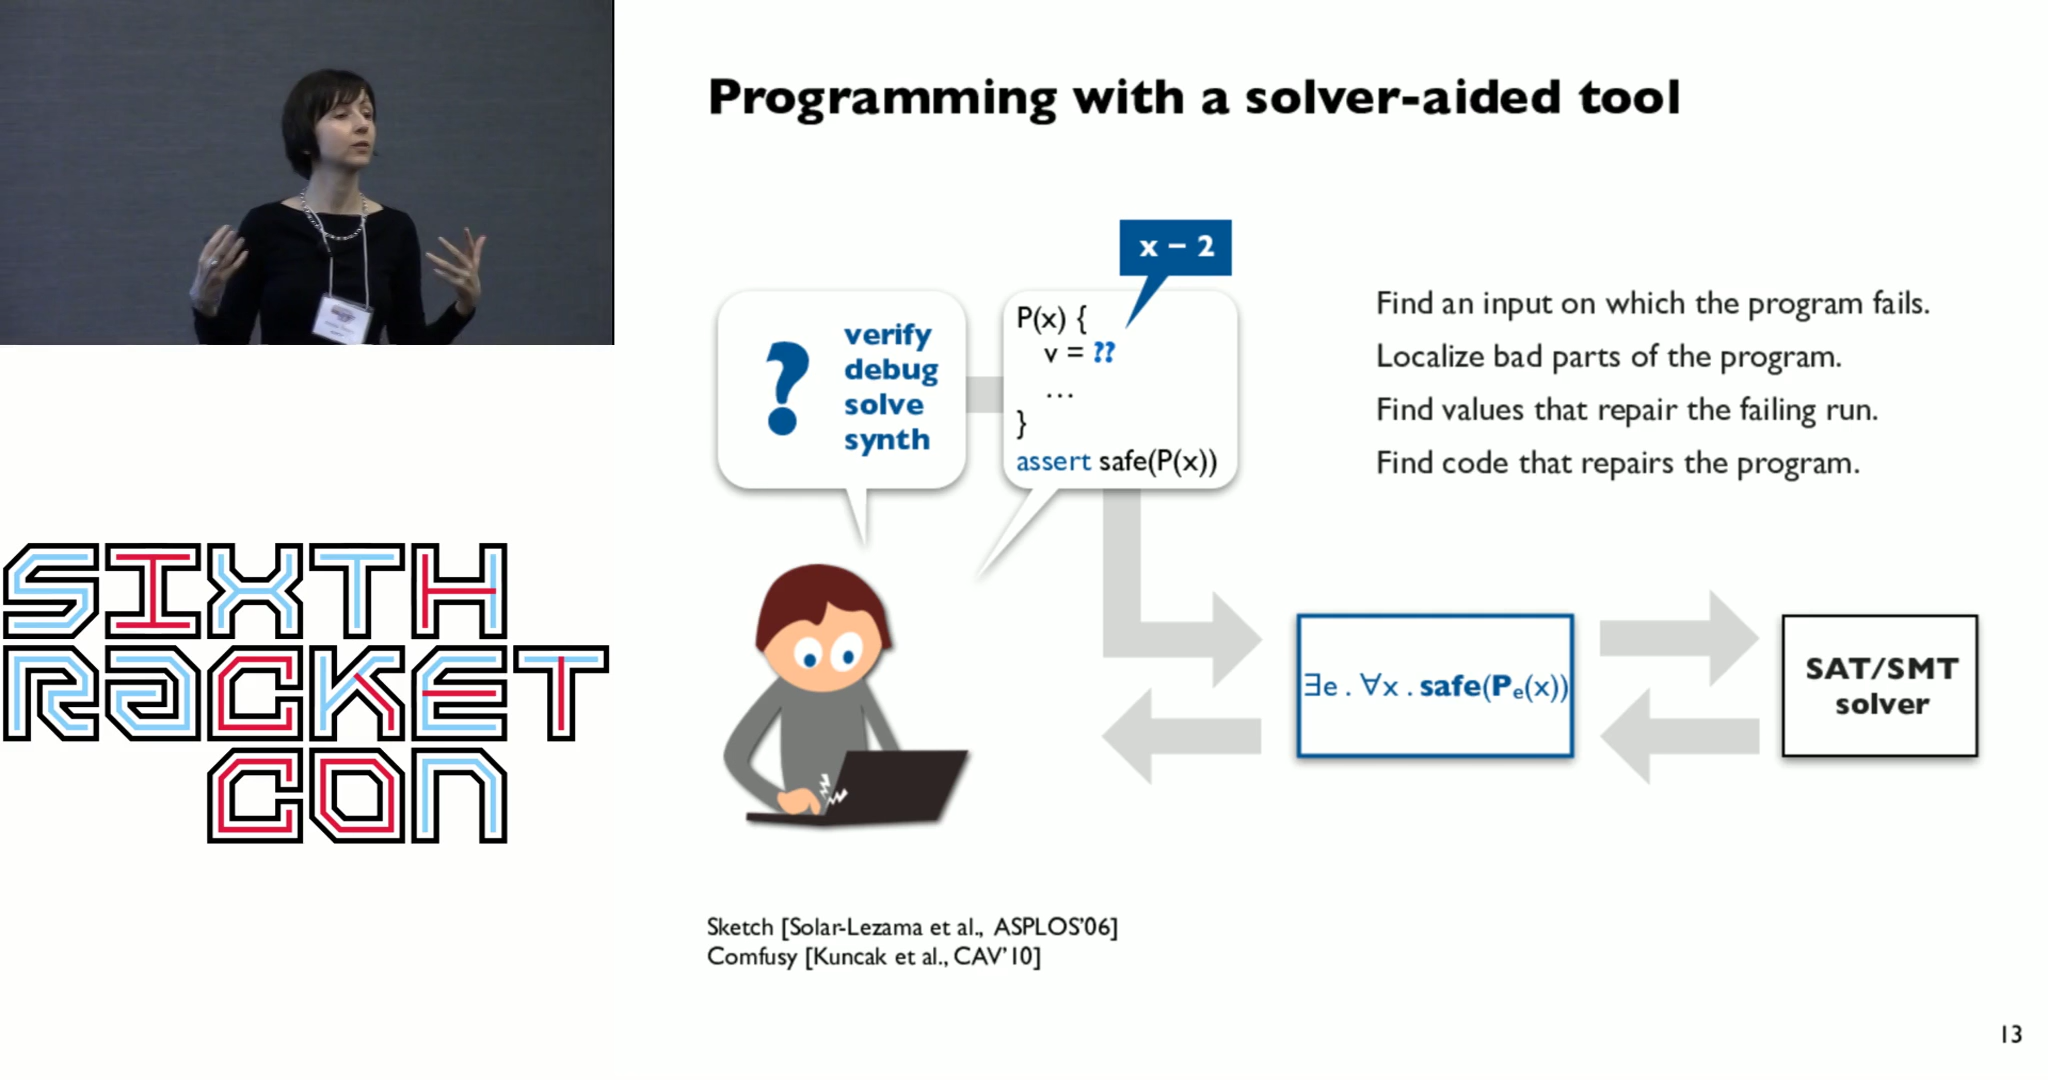 Programming with a solver-aided tool
x – 2
?
verify
debug
solve
synth
P(x) {
v = ??
...
}
assert safe(P(x))
Find an input on which the program fails.
Localize bad parts of the program.
Find values that repair the failing run.
Find code that repairs the program.
∃e . ∀x . safe(Pₑ(x))
SAT/SMT
solver
SIXTH
RACKET
CON
Sketch [Solar-Lezama et al., ASPLOS'06]
Comfusy [Kuncak et al., CAV'10]
13